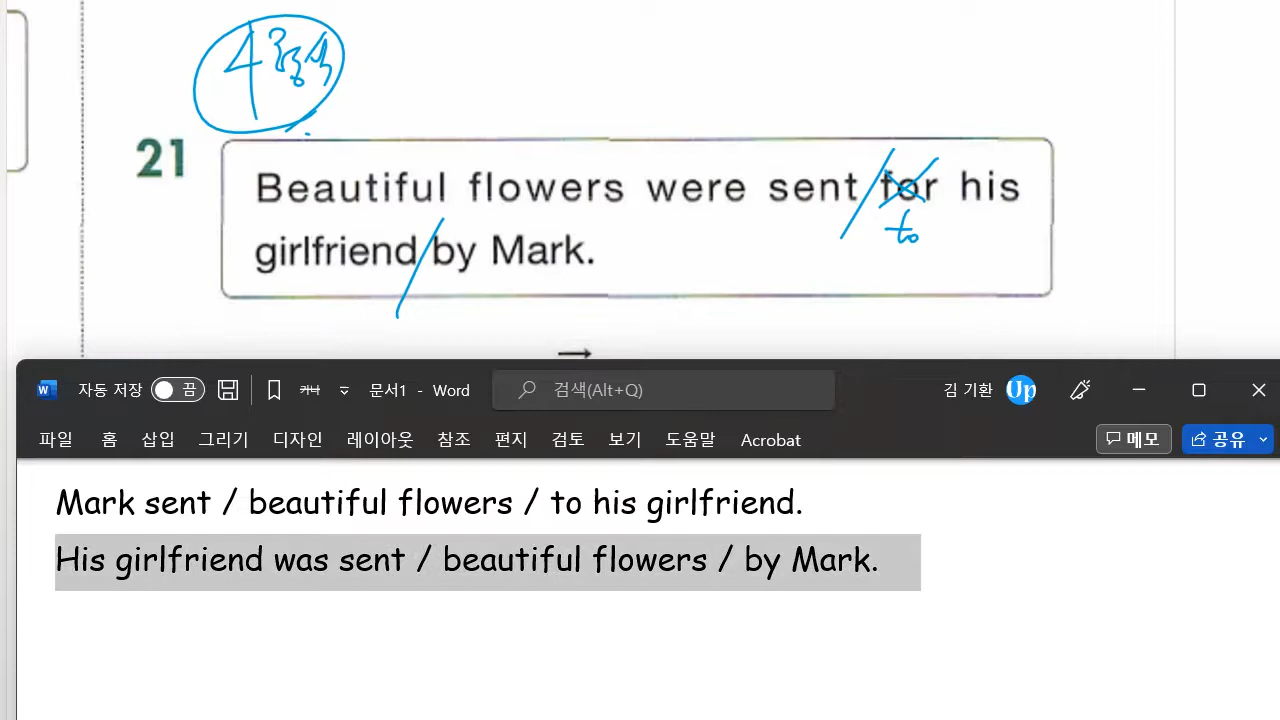 4형식
21
Beautiful flowers were sent for his
to
girlfriend by Mark.
→
자동 저장 끔 가나 문서1 - Word 검색(Alt+Q) 김 기환 Up
파일 홈 삽입 그리기 디자인 레이아웃 참조 편지 검토 보기 도움말 Acrobat 메모 공유
Mark sent / beautiful flowers / to his girlfriend.
His girlfriend was sent / beautiful flowers / by Mark.